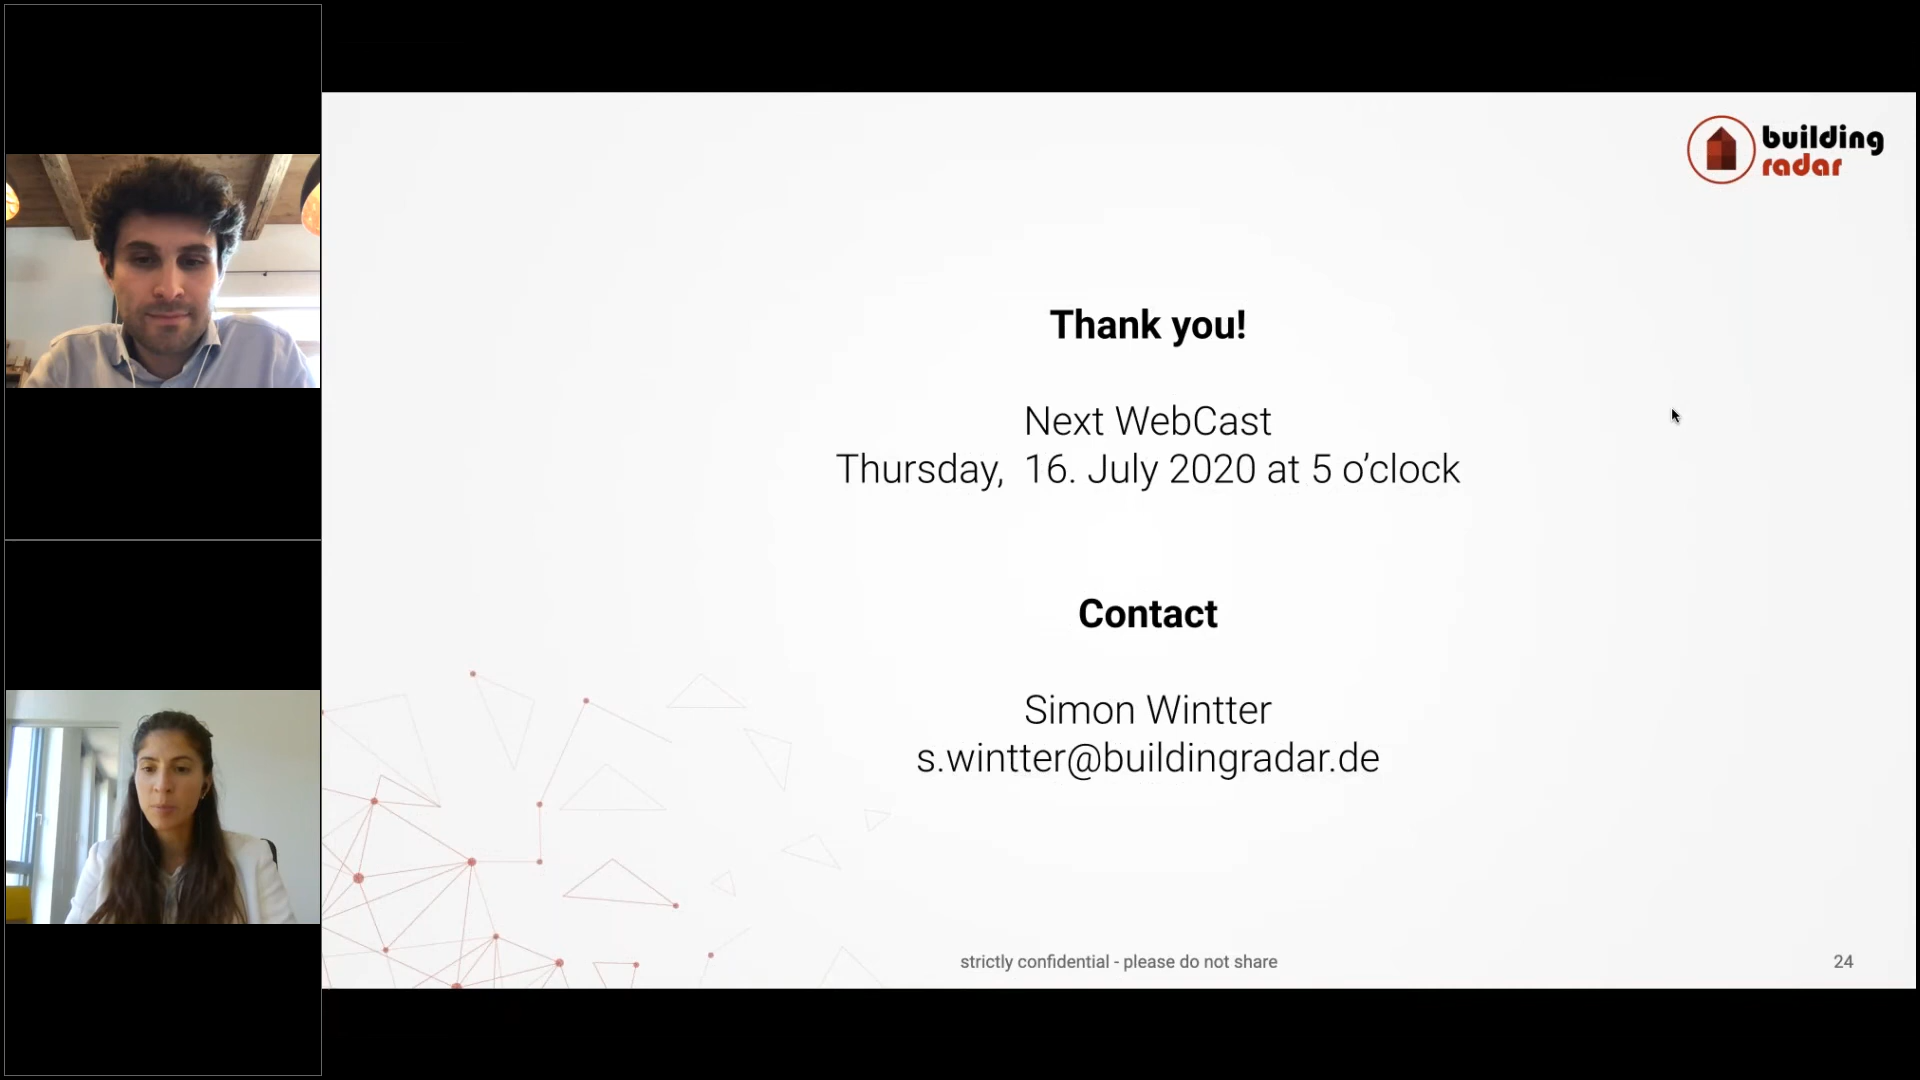 building
radar
Thank you!
Next WebCast
Thursday, 16. July 2020 at 5 o’clock
Contact
Simon Wintter
s.wintter@buildingradar.de
strictly confidential - please do not share
24